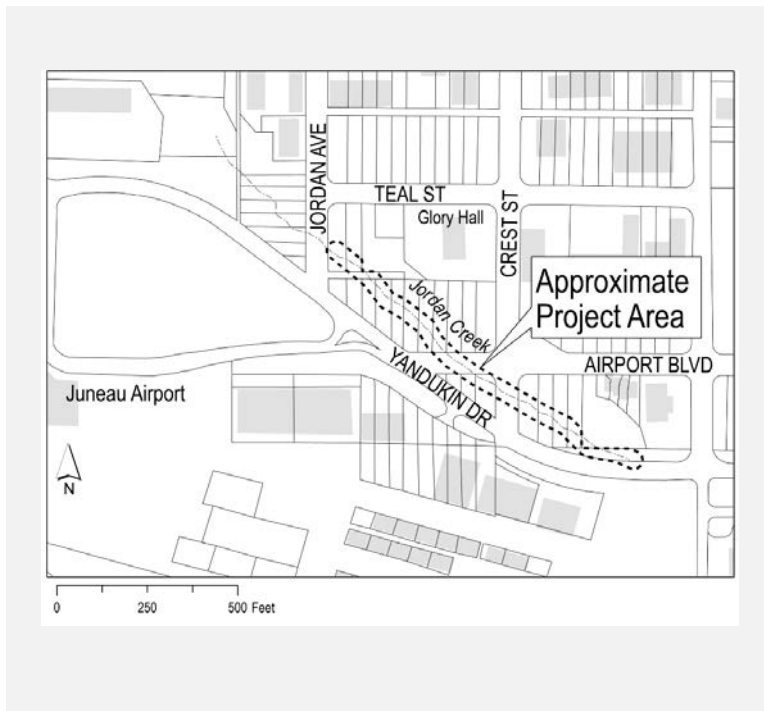 JORDAN AVE
TEAL ST
Glory Hall
CREST ST
Jordan Creek
Approximate
Project Area
AIRPORT BLVD
YANDUKIN DR
Juneau Airport
N
0 250 500 Feet